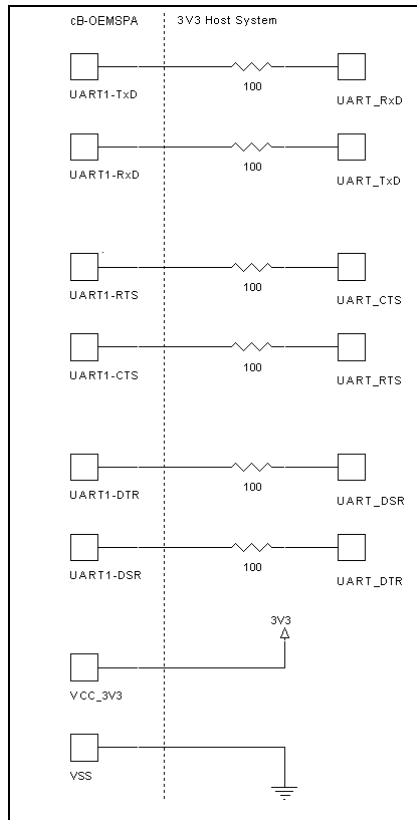 cB-OEMSPA 3V3 Host System
UART1-TxD 100 UART_RxD
UART1-RxD 100 UART_TxD
UART1-RTS 100 UART_CTS
UART1-CTS 100 UART_RTS
UART1-DTR 100 UART_DSR
UART1-DSR 100 UART_DTR
3V3
VCC_3V3
VSS